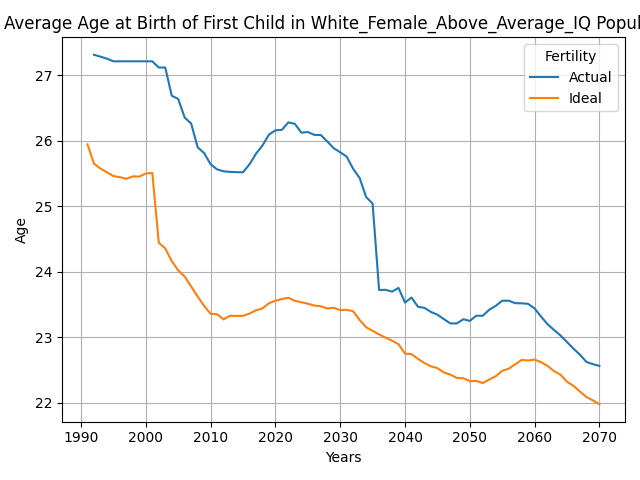 Average Age at Birth of First Child in White_Female_Above_Average_IQ Popul
Fertility
Actual
Ideal
27
26
25
24
23
22
Age
1990 2000 2010 2020 2030 2040 2050 2060 2070
Years